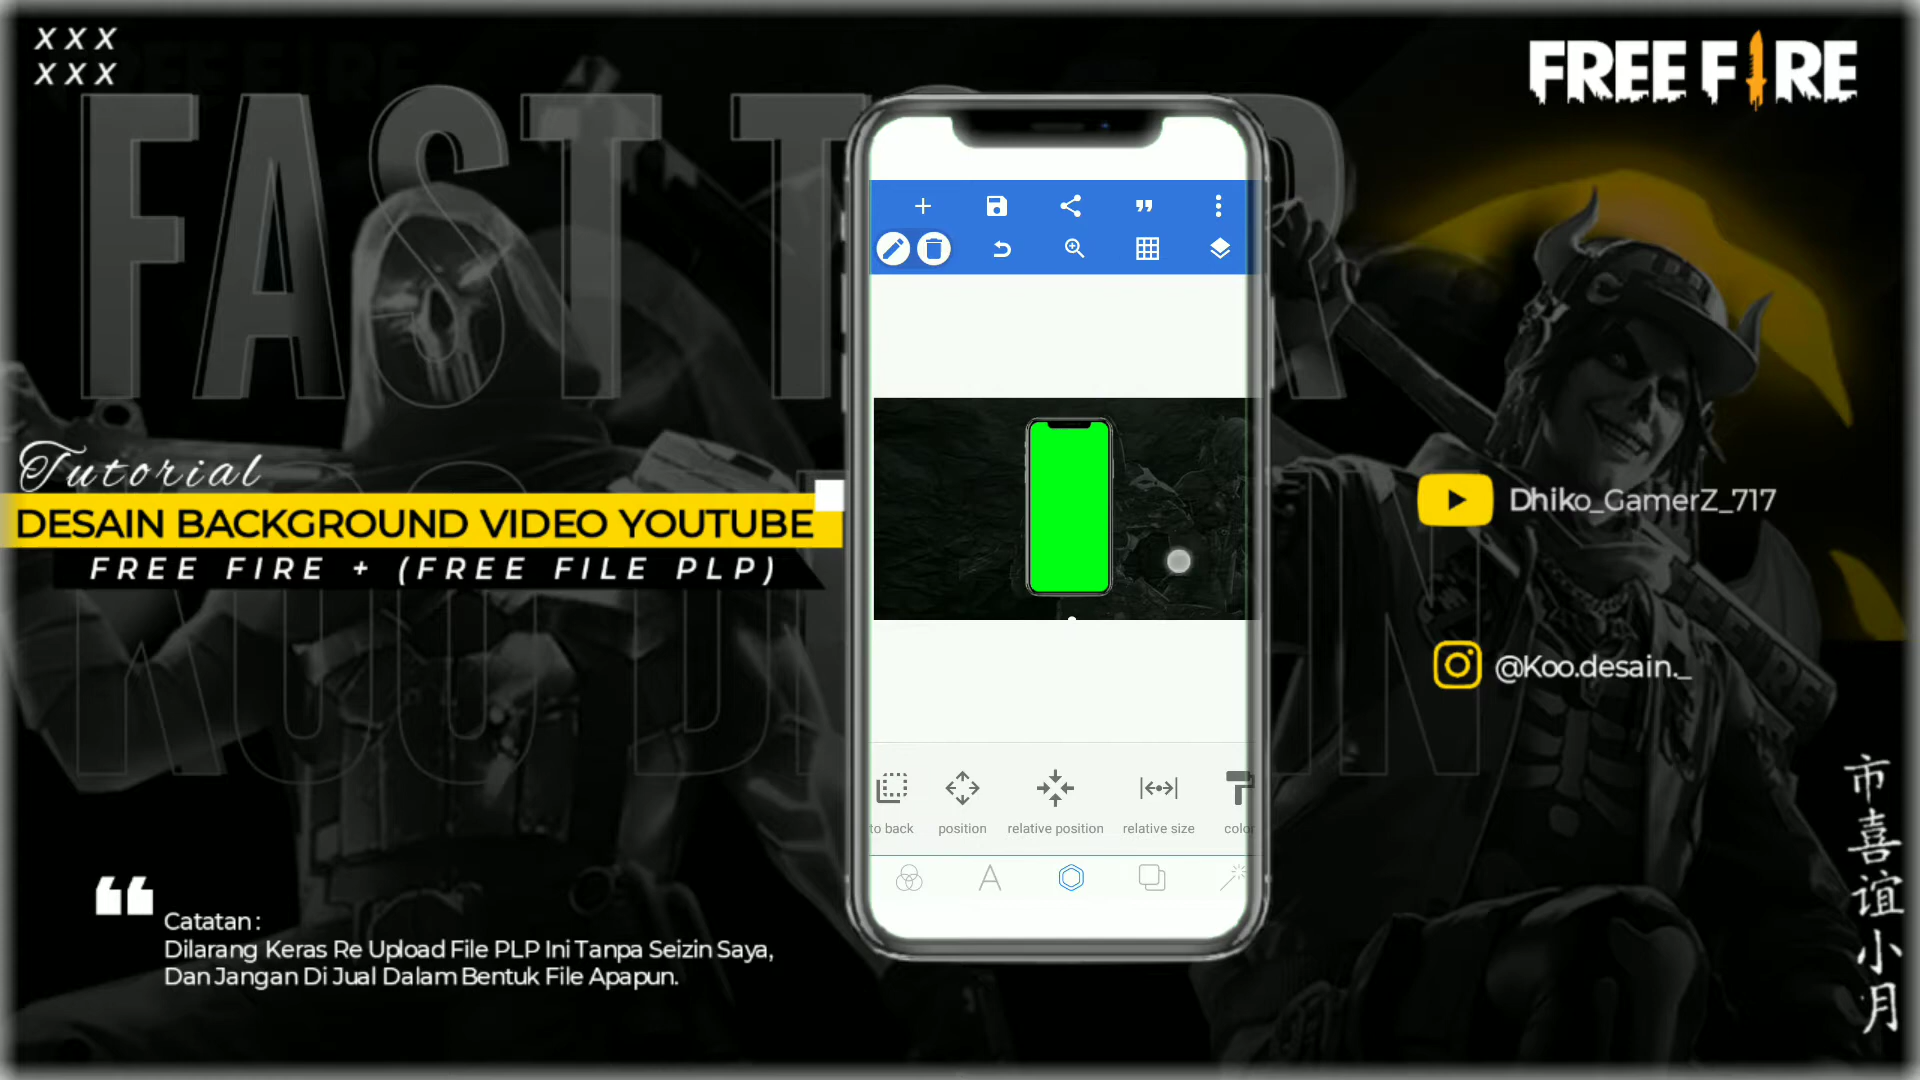 X X X
X X X
FREE FIRE
FAST T
R
Tutorial
DESAIN BACKGROUND VIDEO YOUTUBE
FREE FIRE + (FREE FILE PLP)
Dhiko_GamerZ_717
@Koo.desain._
KOO D
N
to back
position
relative position
relative size
color
市喜谊小月
Catatan :
Dilarang Keras Re Upload File PLP Ini Tanpa Seizin Saya,
Dan Jangan Di Jual Dalam Bentuk File Apapun.